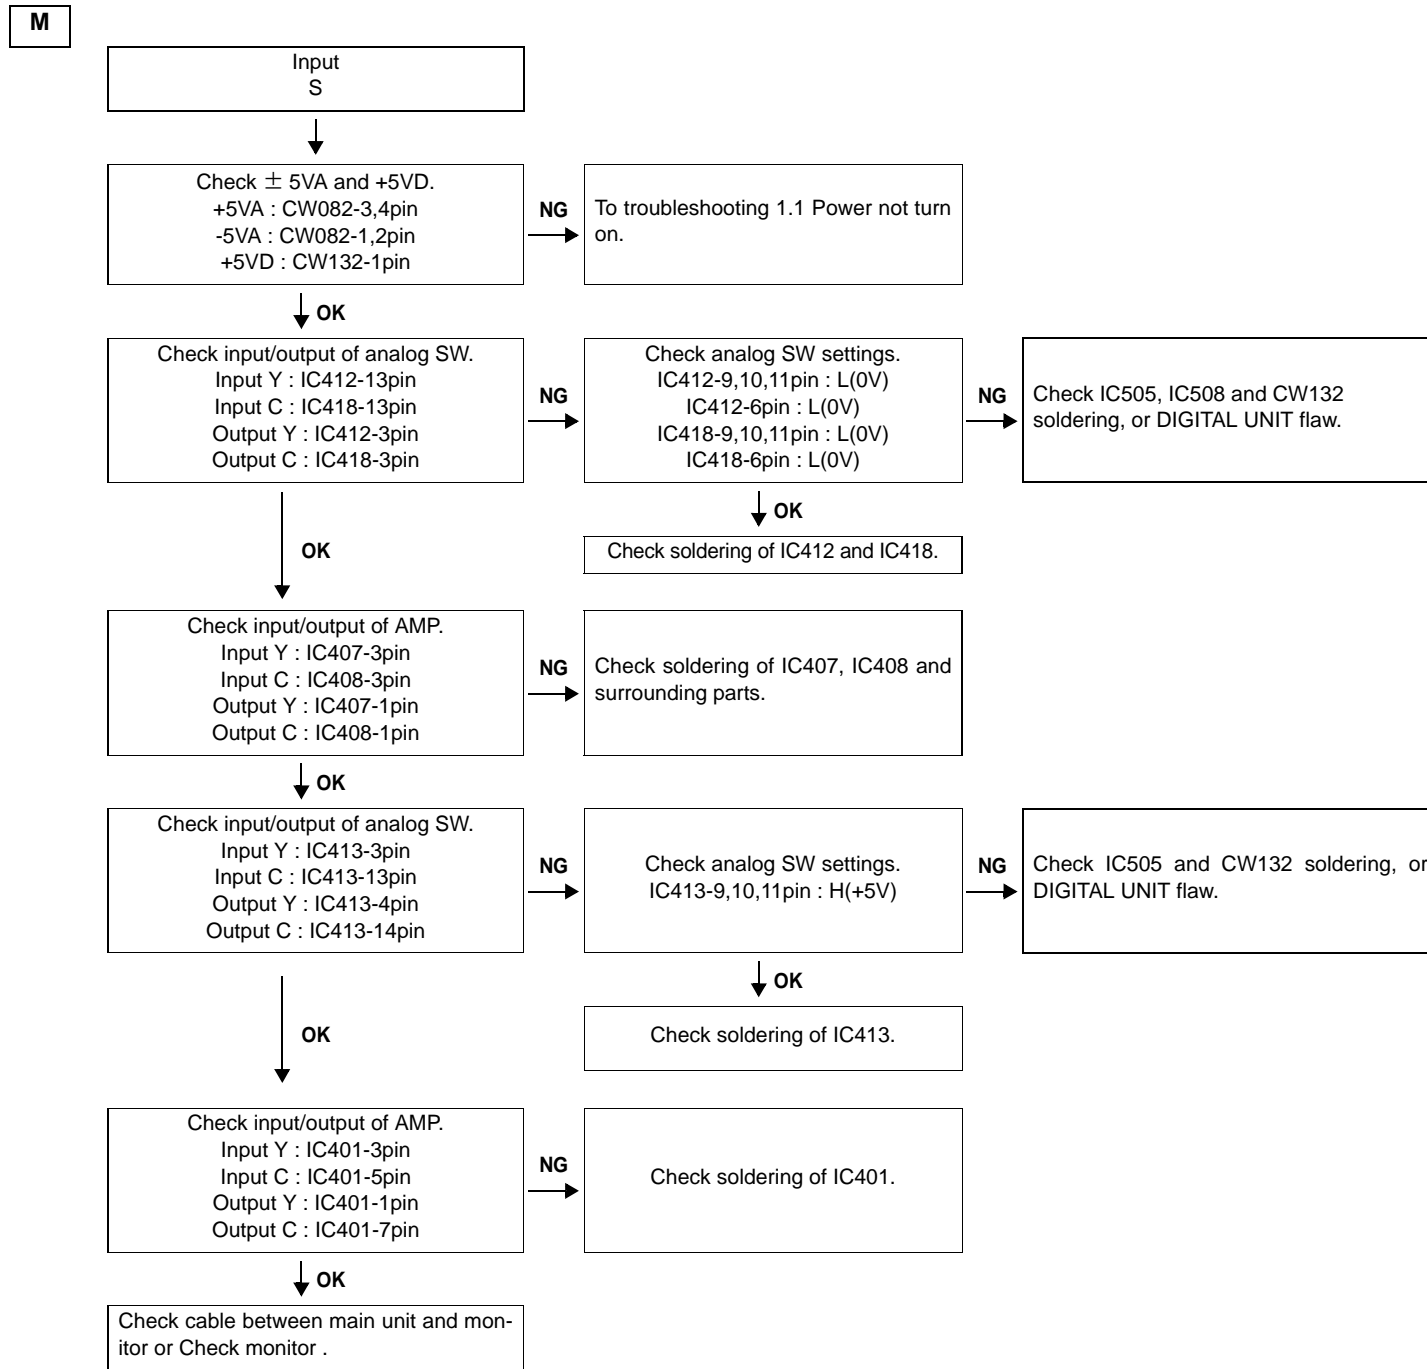 M
Input
S
Check ± 5VA and +5VD.
+5VA : CW082-3,4pin
-5VA : CW082-1,2pin
+5VD : CW132-1pin
NG
To troubleshooting 1.1 Power not turn
on.
OK
Check input/output of analog SW.
Input Y : IC412-13pin
Input C : IC418-13pin
Output Y : IC412-3pin
Output C : IC418-3pin
NG
Check analog SW settings.
IC412-9,10,11pin : L(0V)
IC412-6pin : L(0V)
IC418-9,10,11pin : L(0V)
IC418-6pin : L(0V)
NG
Check IC505, IC508 and CW132
soldering, or DIGITAL UNIT flaw.
OK
Check soldering of IC412 and IC418.
OK
Check input/output of AMP.
Input Y : IC407-3pin
Input C : IC408-3pin
Output Y : IC407-1pin
Output C : IC408-1pin
NG
Check soldering of IC407, IC408 and
surrounding parts.
OK
Check input/output of analog SW.
Input Y : IC413-3pin
Input C : IC413-13pin
Output Y : IC413-4pin
Output C : IC413-14pin
NG
Check analog SW settings.
IC413-9,10,11pin : H(+5V)
NG
Check IC505 and CW132 soldering, or
DIGITAL UNIT flaw.
OK
Check soldering of IC413.
OK
Check input/output of AMP.
Input Y : IC401-3pin
Input C : IC401-5pin
Output Y : IC401-1pin
Output C : IC401-7pin
NG
Check soldering of IC401.
OK
Check cable between main unit and mon-
itor or Check monitor .